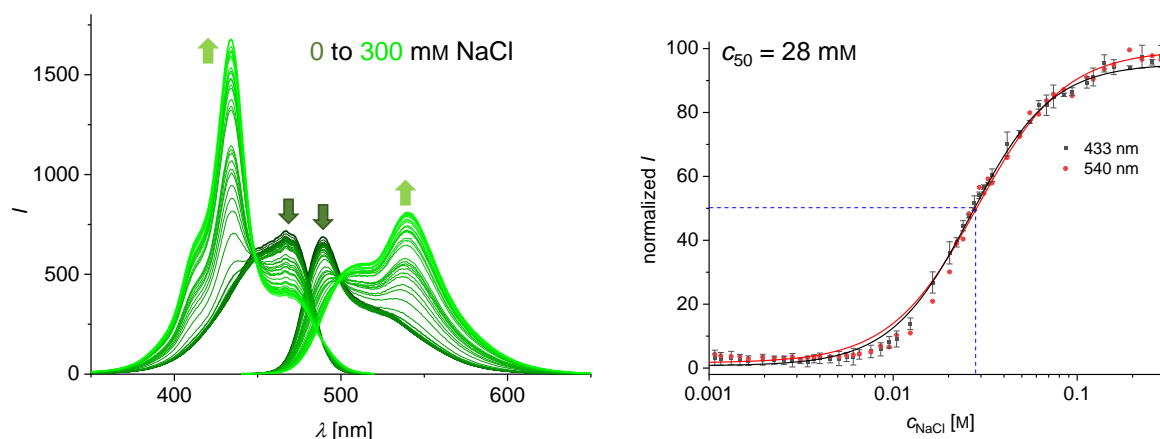 0 to 300 mM NaCl
I
1500
1000
500
0
400
500
600
λ [nm]
c50 = 28 mM
normalized I
100
80
60
40
20
0
433 nm
540 nm
0.001
0.01
0.1
cNaCl [M]